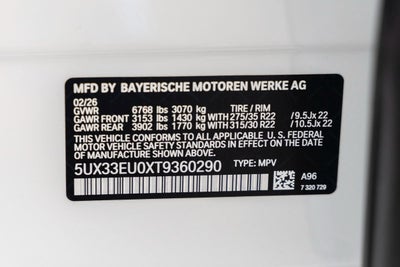 MFD BY BAYERISCHE MOTOREN WERKE AG
02/26
GVWR 6768 lbs 3070 kg TIRE / RIM
GAWR FRONT 3153 lbs 1430 kg ─ 275/35 R22 / 9.5Jx 22
GAWR REAR 3902 lbs 1770 kg ─ 315/30 R22 / 10.5Jx 22
THIS VEHICLE CONFORMS TO ALL APPLICABLE U. S. FEDERAL
MOTOR VEHICLE SAFETY STANDARDS IN EFFECT ON THE
DATE OF MANUFACTURE SHOWN ABOVE.
5UX33EU0XT9360290 TYPE: MPV
A96
7 320 729